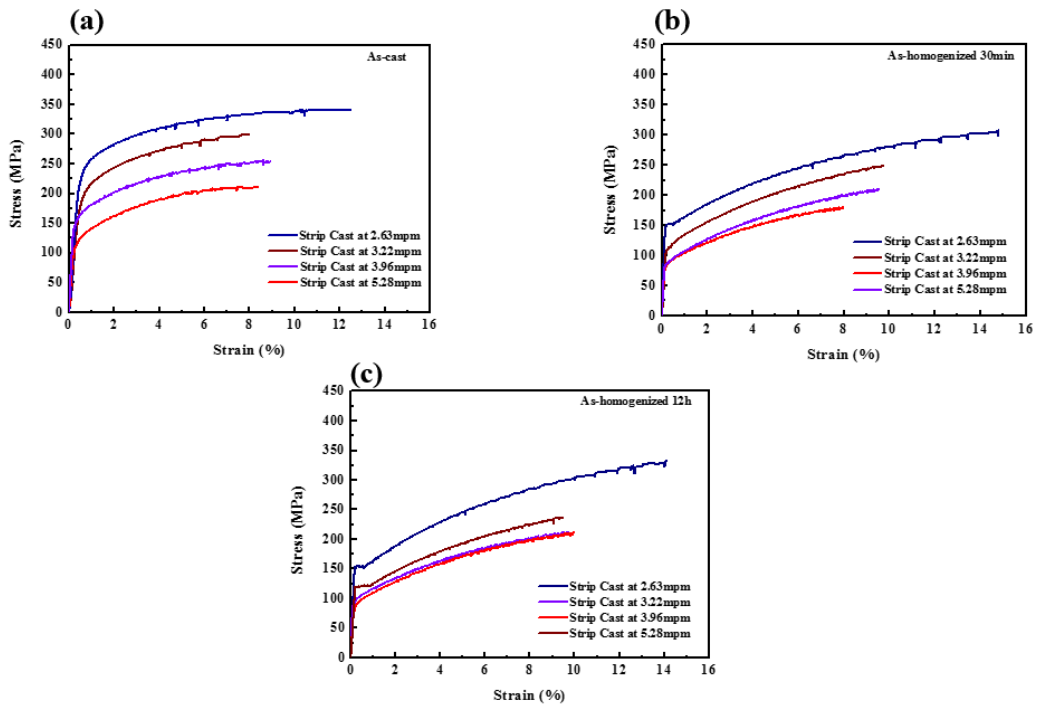 (a)
As-cast
450
400
350
300
250
200
150
100
50
0
Stress (MPa)
Strip Cast at 2.63mpm
Strip Cast at 3.22mpm
Strip Cast at 3.96mpm
Strip Cast at 5.28mpm
0 2 4 6 8 10 12 14 16
Strain (%)
(b)
As-homogenized 30min
450
400
350
300
250
200
150
100
50
0
Stress (MPa)
Strip Cast at 2.63mpm
Strip Cast at 3.22mpm
Strip Cast at 3.96mpm
Strip Cast at 5.28mpm
0 2 4 6 8 10 12 14 16
Strain (%)
(c)
As-homogenized 12h
450
400
350
300
250
200
150
100
50
0
Stress (MPa)
Strip Cast at 2.63mpm
Strip Cast at 3.22mpm
Strip Cast at 3.96mpm
Strip Cast at 5.28mpm
0 2 4 6 8 10 12 14 16
Strain (%)